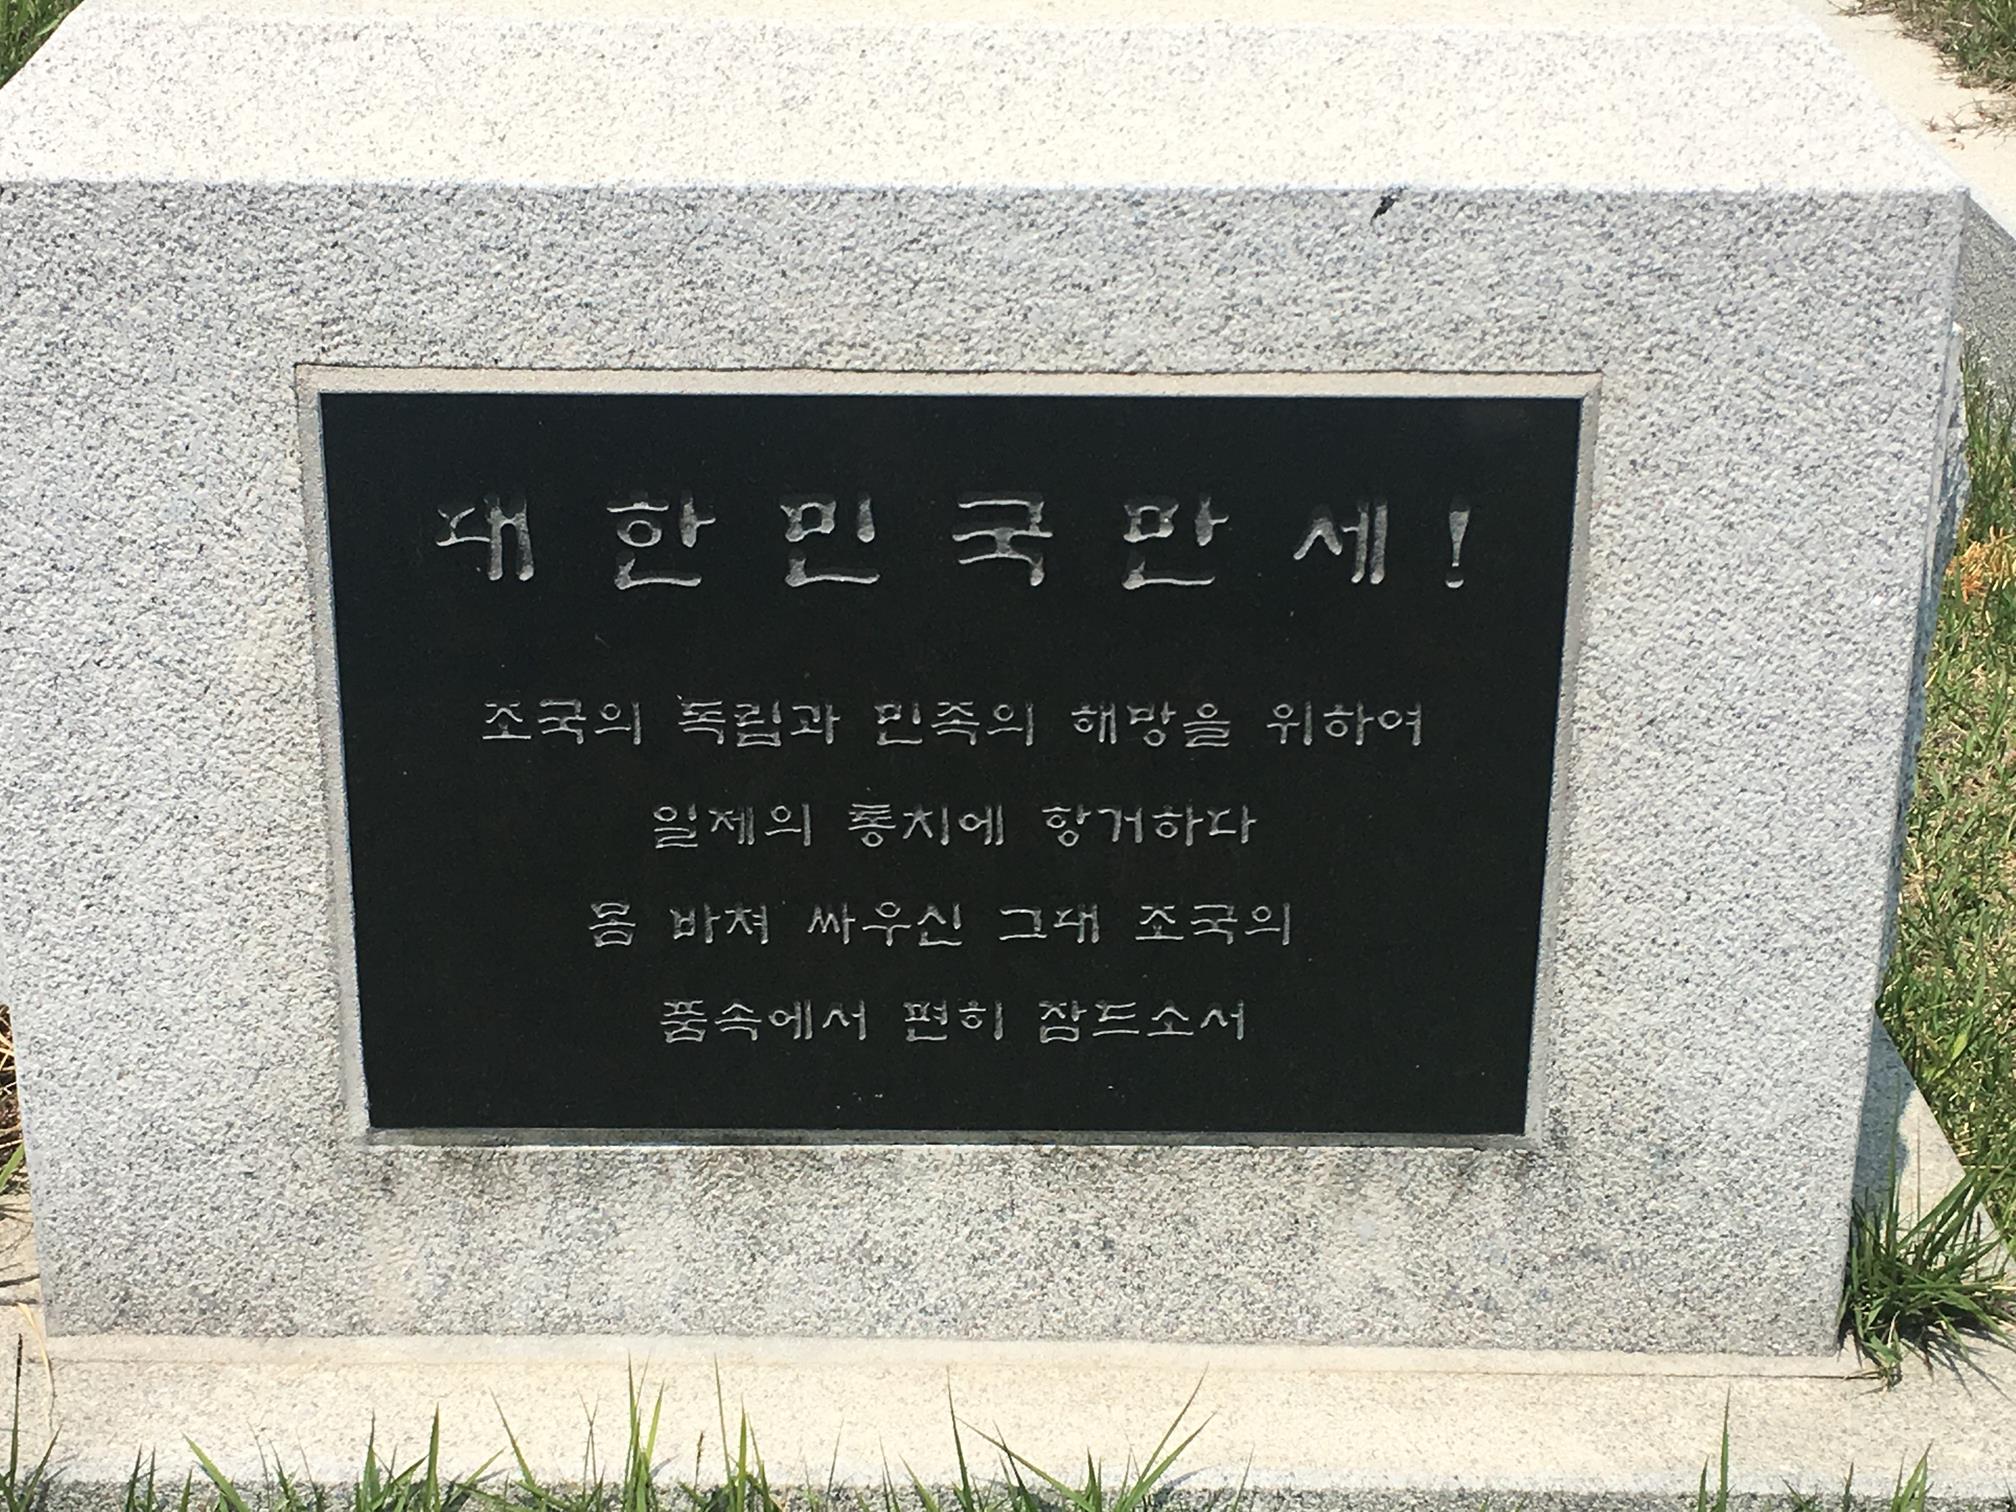 대한민국만세!
조국의 독립과 민족의 해방을 위하여
일제의 통치에 항거하다
몸 바쳐 싸우신 그대 조국의
품속에서 편히 잠드소서